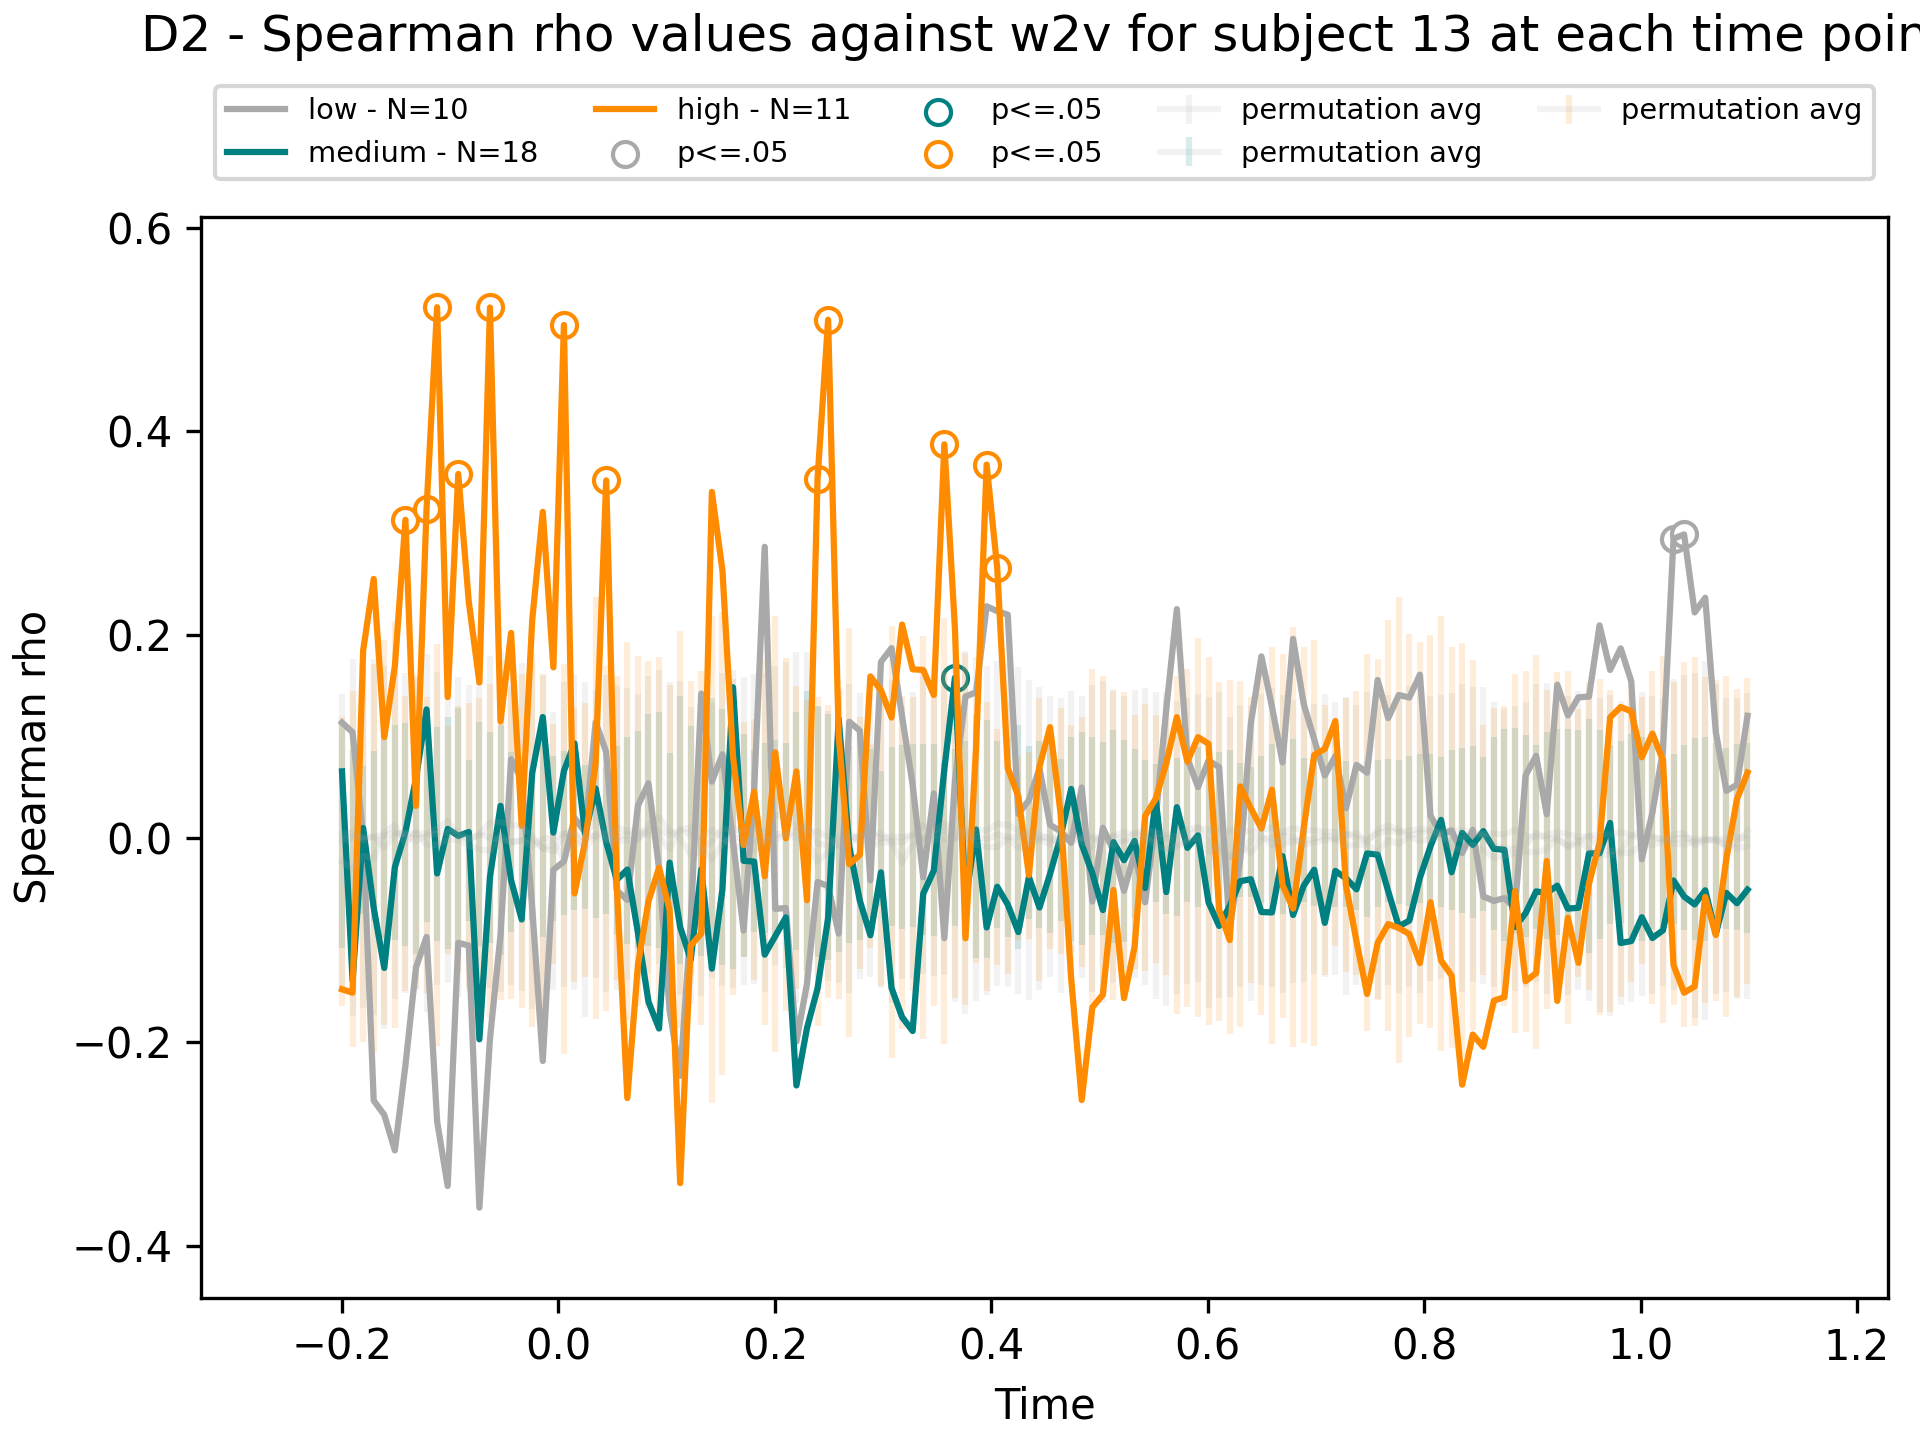 D2 - Spearman rho values against w2v for subject 13 at each time poin
low - N=10
medium - N=18
high - N=11
p<=.05
p<=.05
p<=.05
permutation avg
permutation avg
permutation avg
0.6
0.4
0.2
0.0
−0.2
−0.4
Spearman rho
−0.2 0.0 0.2 0.4 0.6 0.8 1.0 1.2
Time